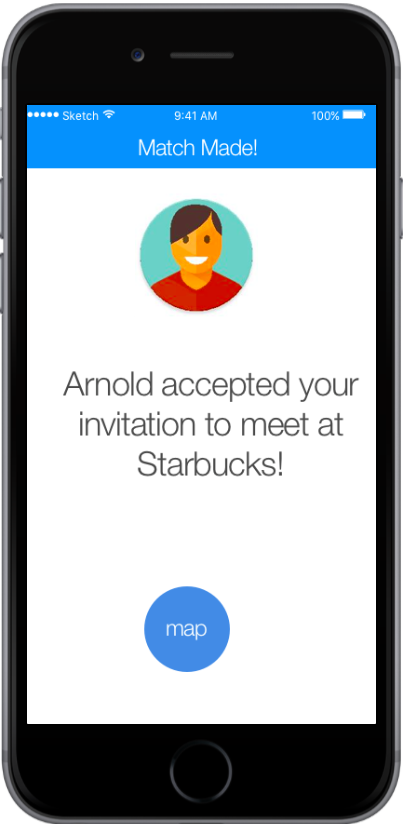 Sketch 9:41 AM 100%
Match Made!
Arnold accepted your
invitation to meet at
Starbucks!
map